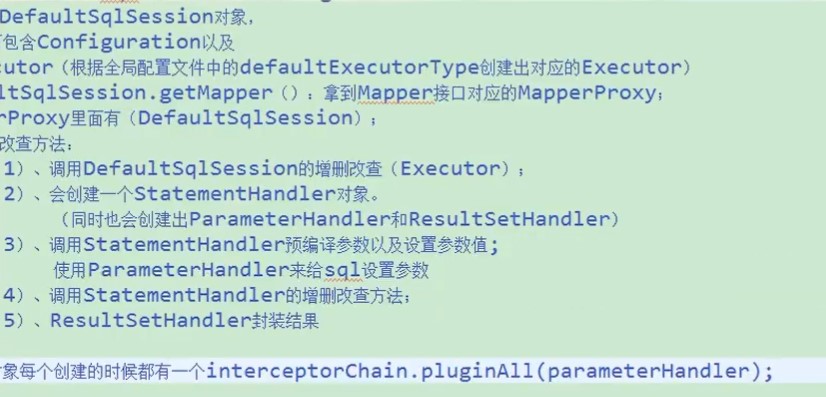 DefaultSqlSession对象,
包含Configuration以及
cutor（根据全局配置文件中的defaultExecutorType创建出对应的Executor）
ltSqlSession.getMapper（）：拿到Mapper接口对应的MapperProxy；
rProxy里面有（DefaultSqlSession）；
改查方法：
1）、调用DefaultSqlSession的增删改查（Executor）；
2）、会创建一个StatementHandler对象。
（同时也会创建出ParameterHandler和ResultSetHandler）
3）、调用StatementHandler预编译参数以及设置参数值；
使用ParameterHandler来给sql设置参数
4）、调用StatementHandler的增删改查方法；
5）、ResultSetHandler封装结果
对象每个创建的时候都有一个interceptorChain.pluginAll(parameterHandler);